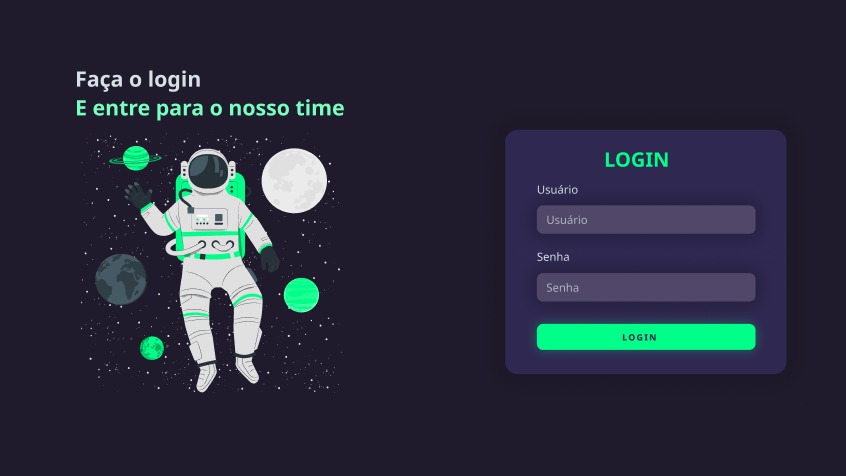 Faça o login
E entre para o nosso time
LOGIN
Usuário
Usuário
Senha
Senha
LOGIN